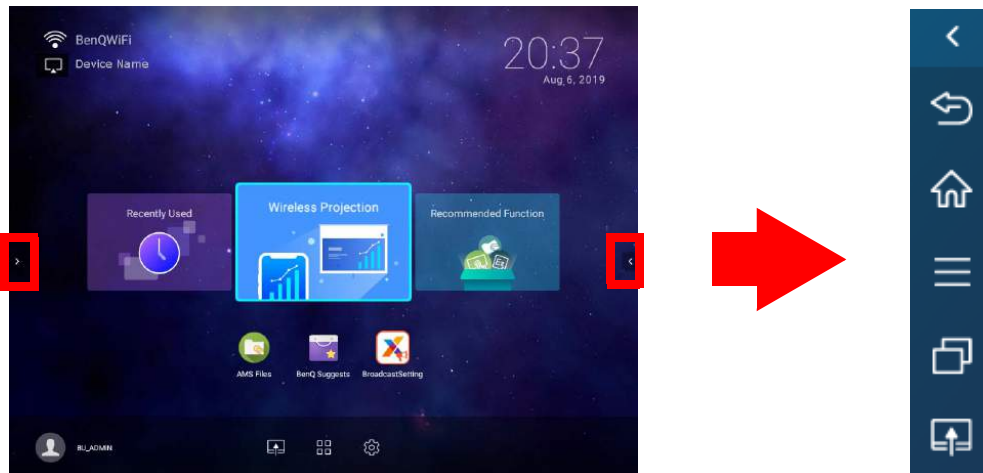 BenQWiFi
Device Name
20:37
Aug 6, 2019
Recently Used
Wireless Projection
Recommended Function
AMS Files
BenQ Suggests
BroadcastSetting
BU_ADMIN